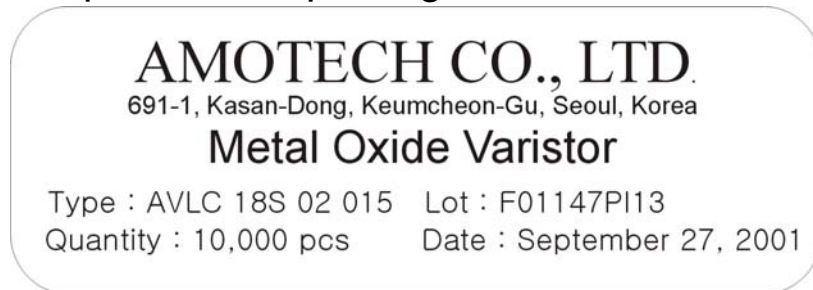 AMOTECH CO., LTD.
691-1, Kasan-Dong, Keumcheon-Gu, Seoul, Korea
Metal Oxide Varistor
Type : AVLC 18S 02 015 Lot : F01147PI13
Quantity : 10,000 pcs Date : September 27, 2001